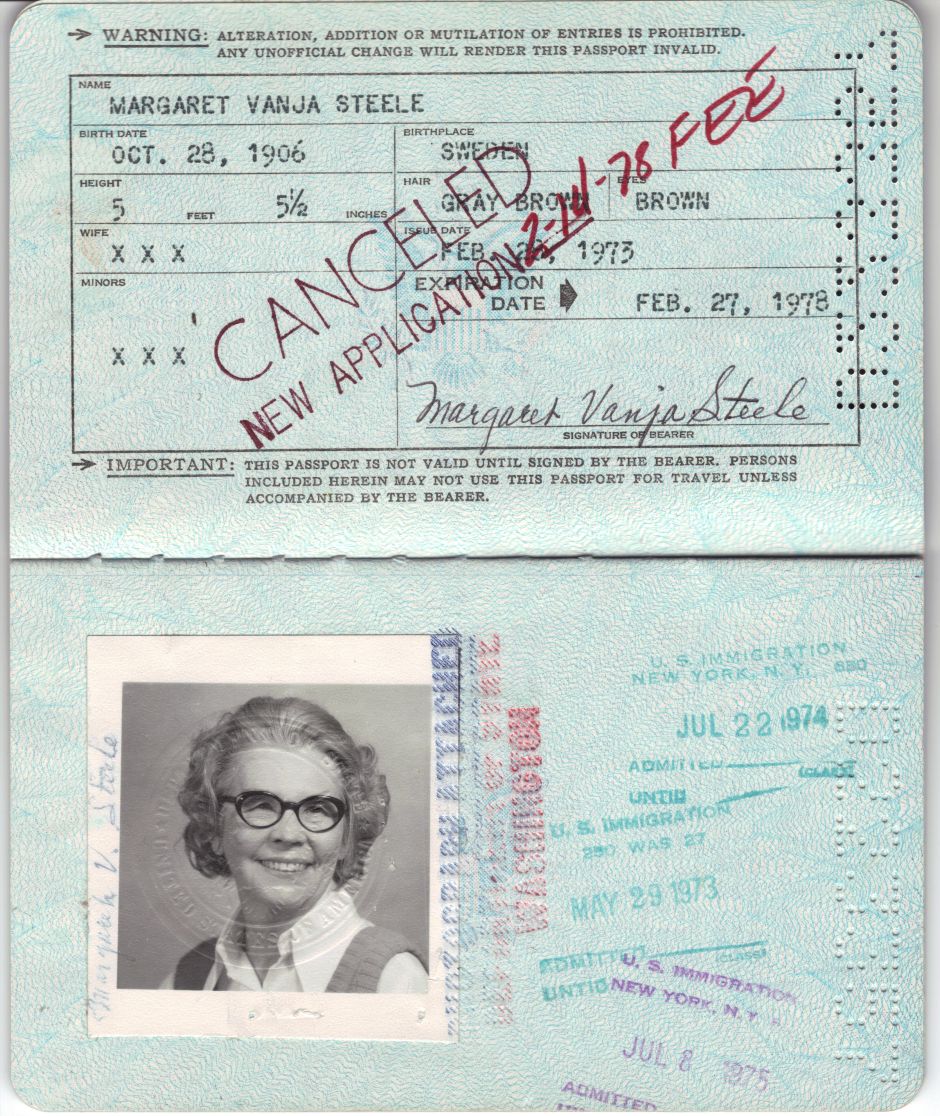 → WARNING: ALTERATION, ADDITION OR MUTILATION OF ENTRIES IS PROHIBITED.
ANY UNOFFICIAL CHANGE WILL RENDER THIS PASSPORT INVALID.
NAME
MARGARET VANJA STEELE
BIRTH DATE BIRTHPLACE
OCT. 28, 1906 SWEDEN
HEIGHT HAIR EYES
5 FEET 5½ INCHES GRAY BROWN BROWN
WIFE ISSUE DATE
X X X FEB. 1973
MINORS EXPIRATION
DATE FEB. 27, 1978
X X X
CANCELED
NEW APPLICATION 2-14-78 FEE
Margaret Vanja Steele
SIGNATURE OF BEARER
→ IMPORTANT: THIS PASSPORT IS NOT VALID UNTIL SIGNED BY THE BEARER. PERSONS
INCLUDED HEREIN MAY NOT USE THIS PASSPORT FOR TRAVEL UNLESS
ACCOMPANIED BY THE BEARER.
Margaret V. Steele
WASHINGTON
U. S. IMMIGRATION
NEW YORK, N. Y.
JUL 22 1974
ADMITTED (CLASS)
UNTIL
U. S. IMMIGRATION
250 WAS 27
MAY 29 1973
ADMITTED (CLASS)
UNTIL
U. S. IMMIGRATION
NEW YORK, N. Y.
JUL 8 1975
ADMITTED